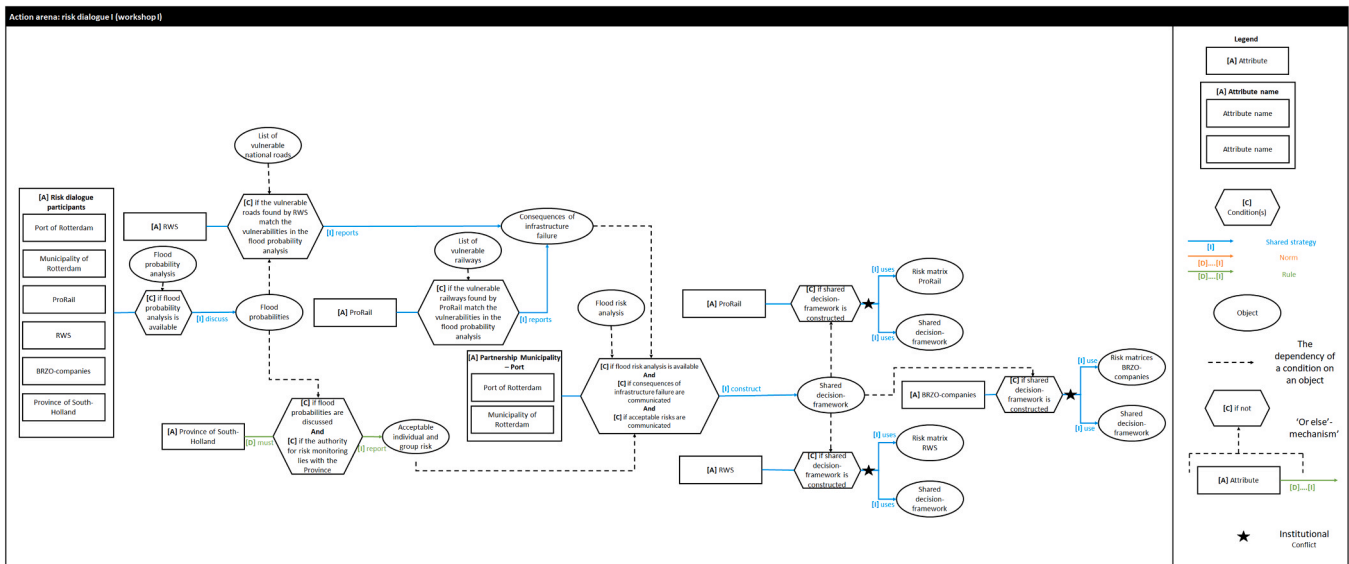 Action arena: risk dialogue I (workshop I)
[A] Risk dialogue
participants
Port of Rotterdam
Municipality of
Rotterdam
ProRail
RWS
BRZO-companies
Province of South-
Holland
List of
vulnerable
national roads
[A] RWS
[C] if the vulnerable
roads found by RWS
match the
vulnerabilities in the
flood probability
analysis
[I] reports
Consequences of
infrastructure
failure
Flood
probability
analysis
[C] if flood
probability
analysis is
available
[I] discuss
Flood
probabilities
List of
vulnerable
railways
[A] ProRail
[C] if the vulnerable
railways found by
ProRail match the
vulnerabilities in the
flood probability
analysis
[I] reports
[A] Province of South-
Holland
[D] must
[C] if flood
probabilities are
discussed
And
[C] if the authority
for risk monitoring
lies with the
Province
[I] report
Acceptable
individual and
group risk
Flood risk
analysis
[A] Partnership Municipality
– Port
Port of Rotterdam
Municipality of
Rotterdam
[C] if flood risk analysis is available
And
[C] if consequences of
infrastructure failure are
communicated
And
[C] if acceptable risks are
communicated
[I] construct
Shared
decision-
framework
[A] ProRail
[C] if shared
decision-
framework is
constructed
[I] uses
Risk matrix
ProRail
[I] uses
Shared
decision-
framework
[A] BRZO-companies
[C] if shared
decision-
framework is
constructed
[I] use
Risk matrices
BRZO-
companies
[I] use
Shared
decision-
framework
[A] RWS
[C] if shared
decision-
framework is
constructed
[I] uses
Risk matrix
RWS
[I] uses
Shared
decision-
framework
Legend
[A] Attribute
[A] Attribute name
Attribute name
Attribute name
[C]
Condition(s)
[I]
Shared strategy
[D]....[I]
Norm
[D]....[I]
Rule
Object
The
dependency of
a condition on
an object
[C] if not
'Or else'-
mechanism'
[A] Attribute
[D]....[I]
Institutional
Conflict